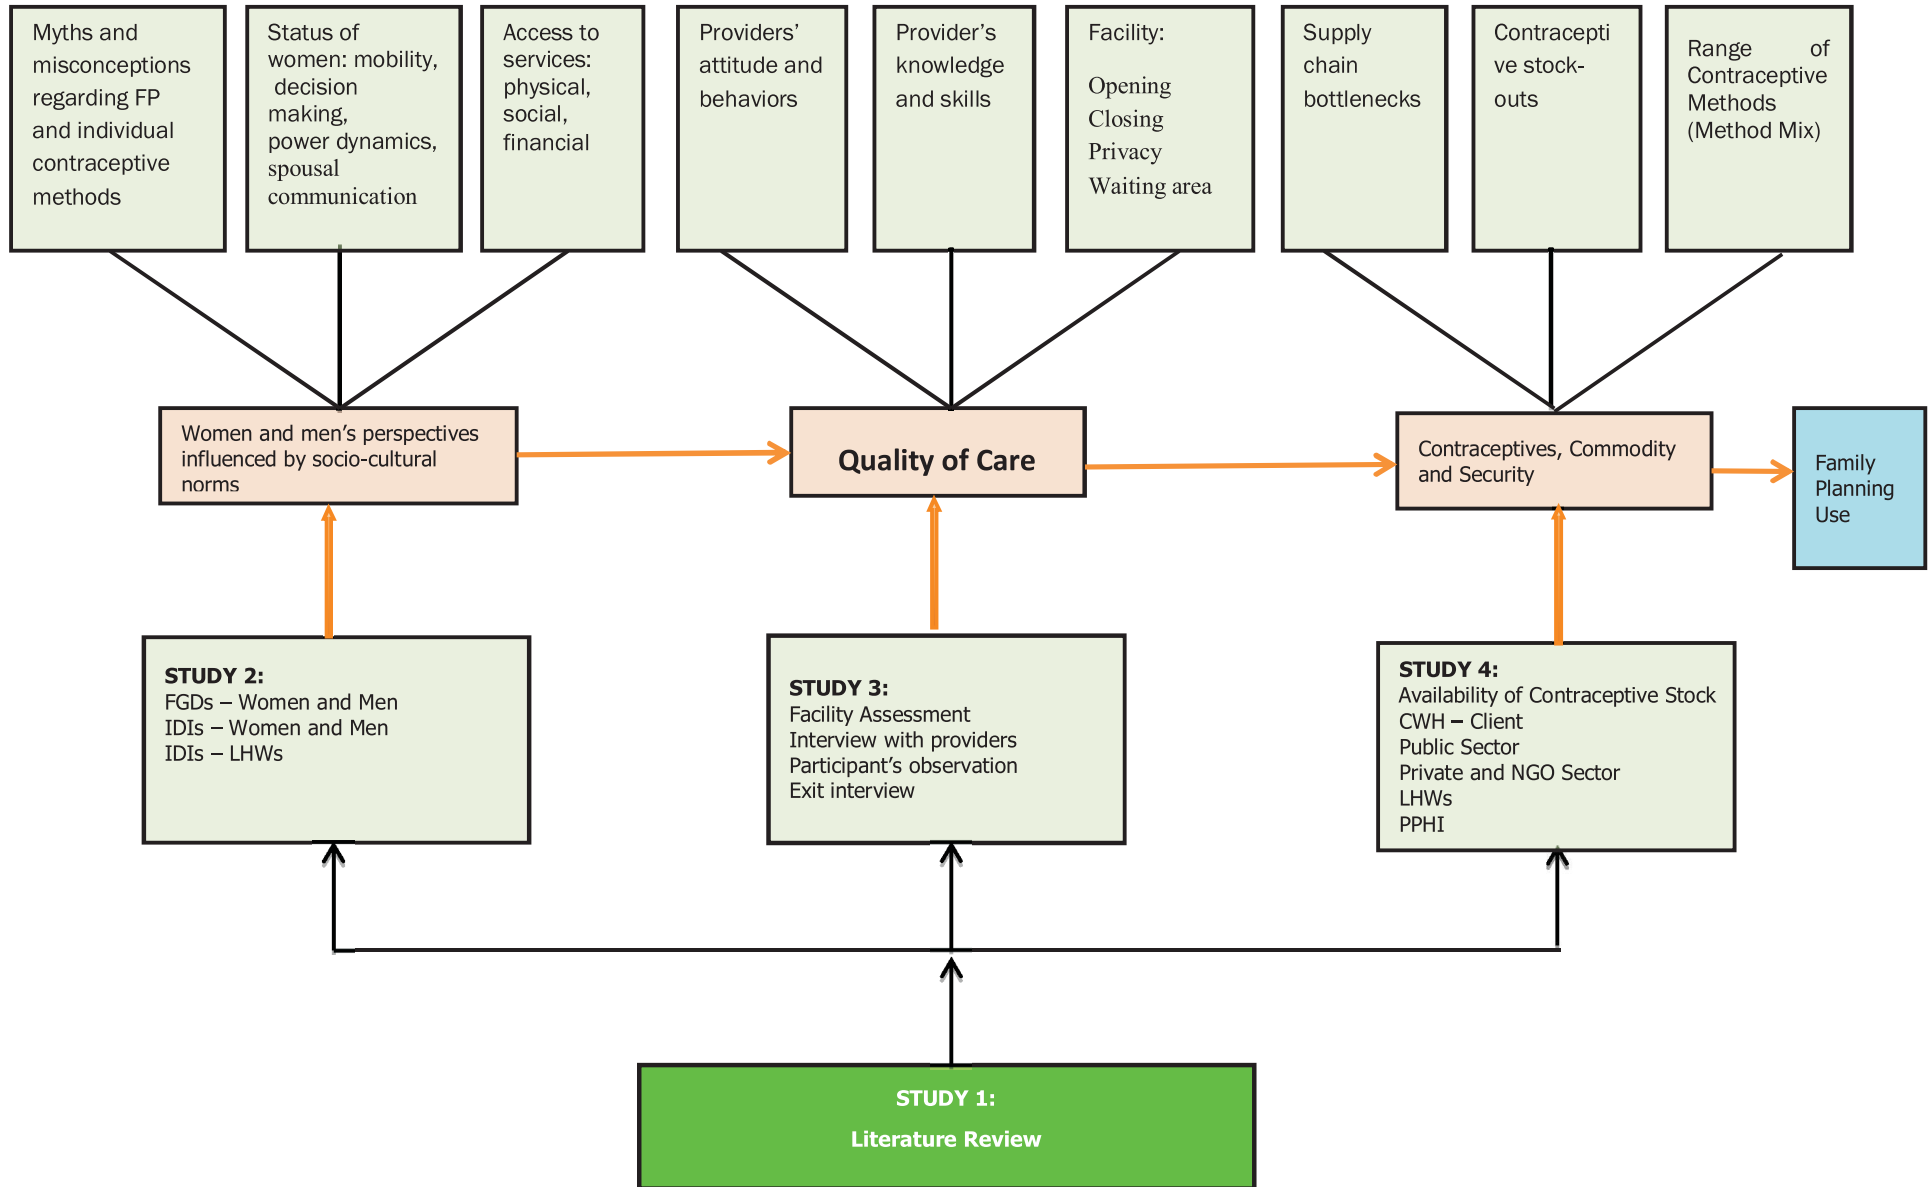 Myths and
misconceptions
regarding FP
and individual
contraceptive
methods
Status of
women: mobility,
decision
making,
power dynamics,
spousal
communication
Access to
services:
physical,
social,
financial
Providers’
attitude and
behaviors
Provider’s
knowledge
and skills
Facility:
Opening
Closing
Privacy
Waiting area
Supply
chain
bottlenecks
Contracepti
ve stock-
outs
Range of
Contraceptive
Methods
(Method Mix)
Women and men’s perspectives
influenced by socio-cultural
norms
Quality of Care
Contraceptives, Commodity
and Security
Family
Planning
Use
STUDY 2:
FGDs – Women and Men
IDIs – Women and Men
IDIs – LHWs
STUDY 3:
Facility Assessment
Interview with providers
Participant’s observation
Exit interview
STUDY 4:
Availability of Contraceptive Stock
CWH – Client
Public Sector
Private and NGO Sector
LHWs
PPHI
STUDY 1:
Literature Review